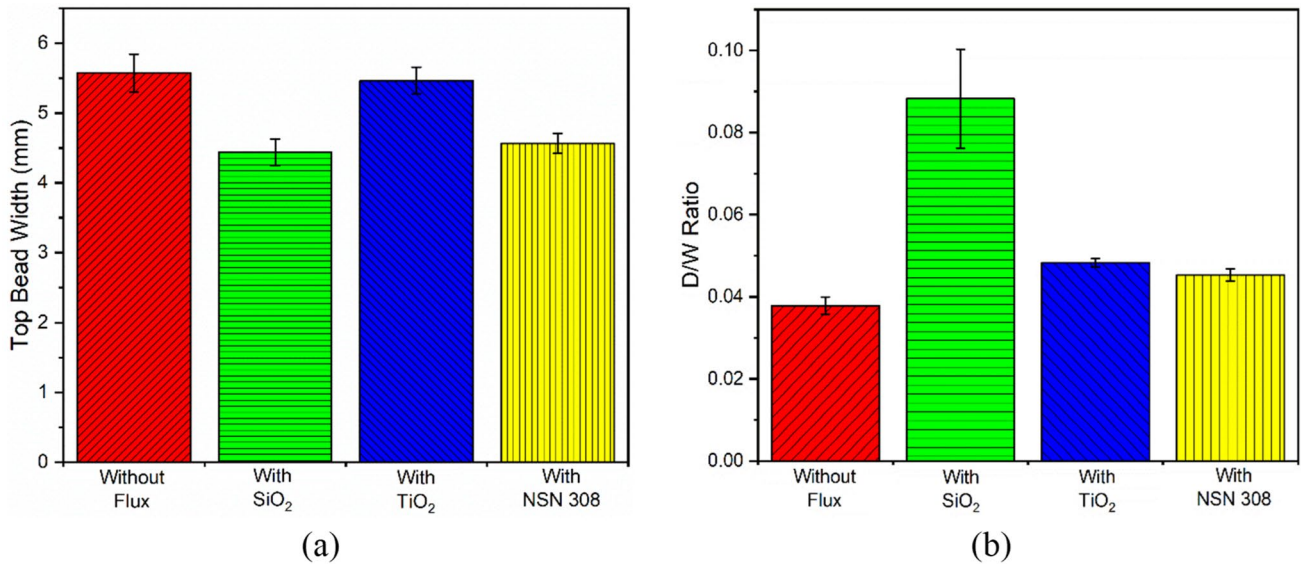 Top Bead Width (mm)
6
5
4
3
2
1
0
Without
Flux
With
SiO₂
With
TiO₂
With
NSN 308
(a)
D/W Ratio
0.10
0.08
0.06
0.04
0.02
0.00
Without
Flux
With
SiO₂
With
TiO₂
With
NSN 308
(b)